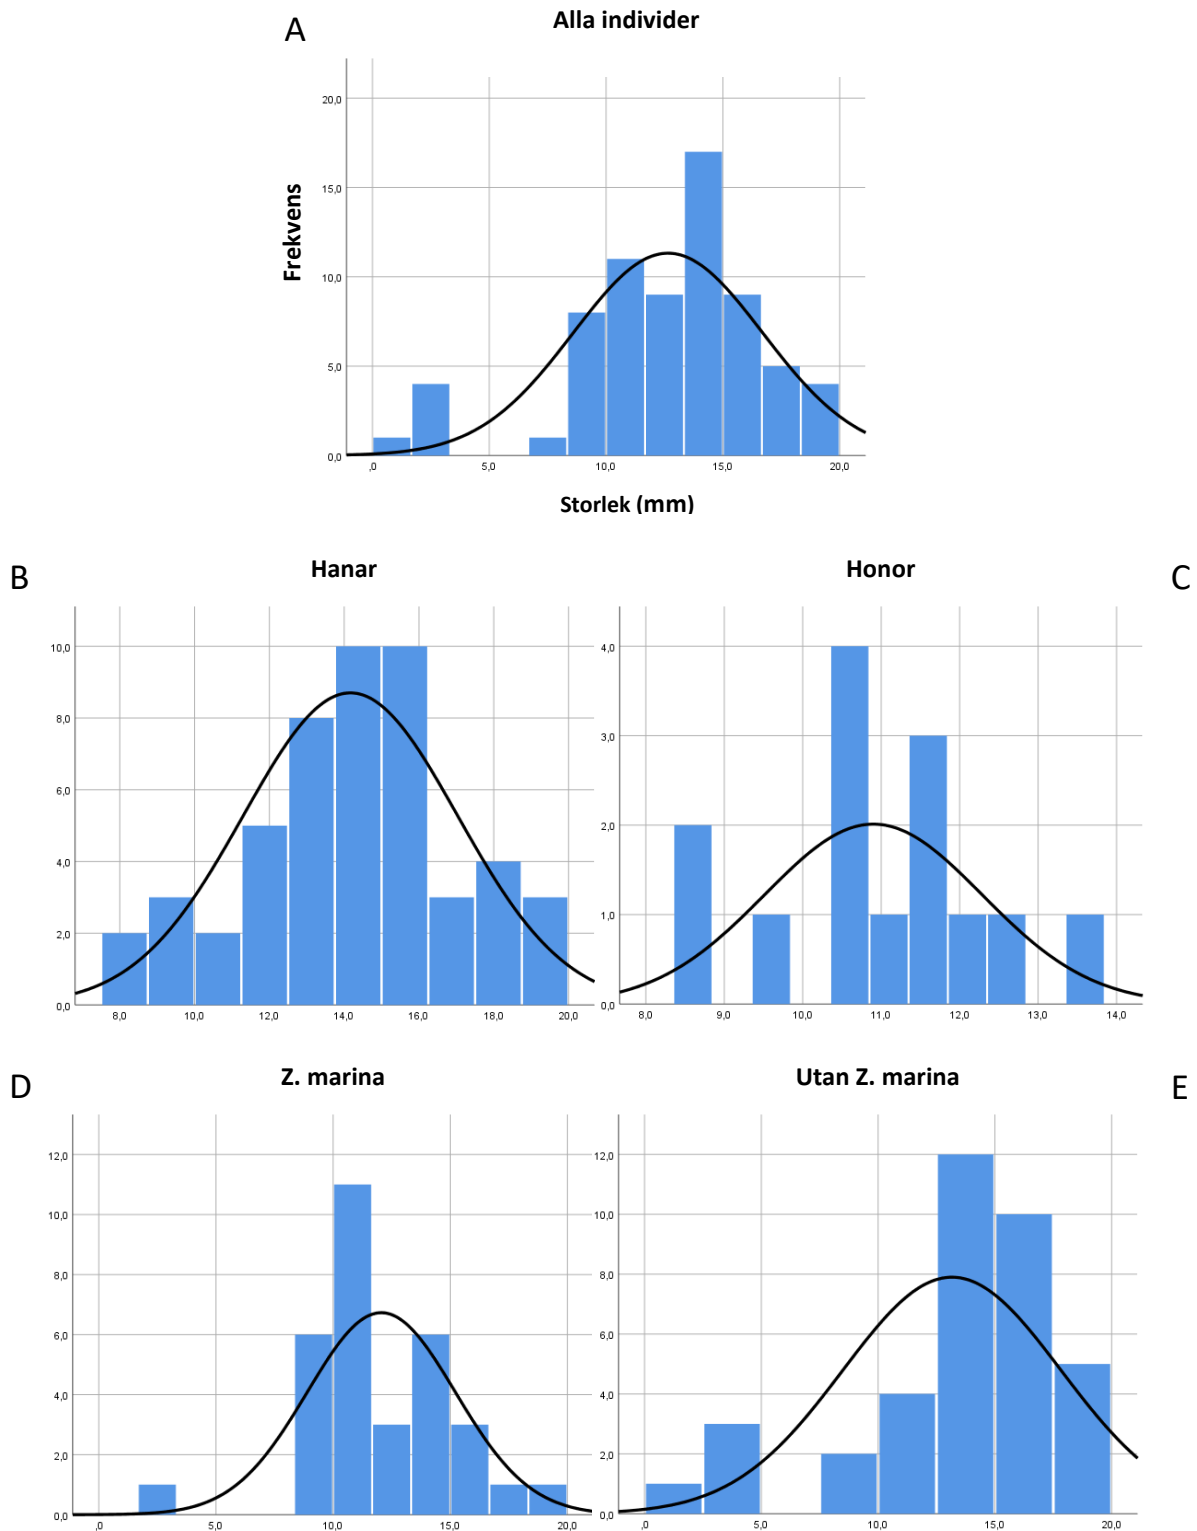 A
Alla individer
20,0
15,0
10,0
5,0
0,0
Frekvens
,0 5,0 10,0 15,0 20,0
Storlek (mm)
B
Hanar
10,0
8,0
6,0
4,0
2,0
0,0
8,0 10,0 12,0 14,0 16,0 18,0 20,0
Honor
C
4,0
3,0
2,0
1,0
0,0
8,0 9,0 10,0 11,0 12,0 13,0 14,0
D
Z. marina
12,0
10,0
8,0
6,0
4,0
2,0
0,0
,0 5,0 10,0 15,0 20,0
Utan Z. marina
E
12,0
10,0
8,0
6,0
4,0
2,0
0,0
,0 5,0 10,0 15,0 20,0